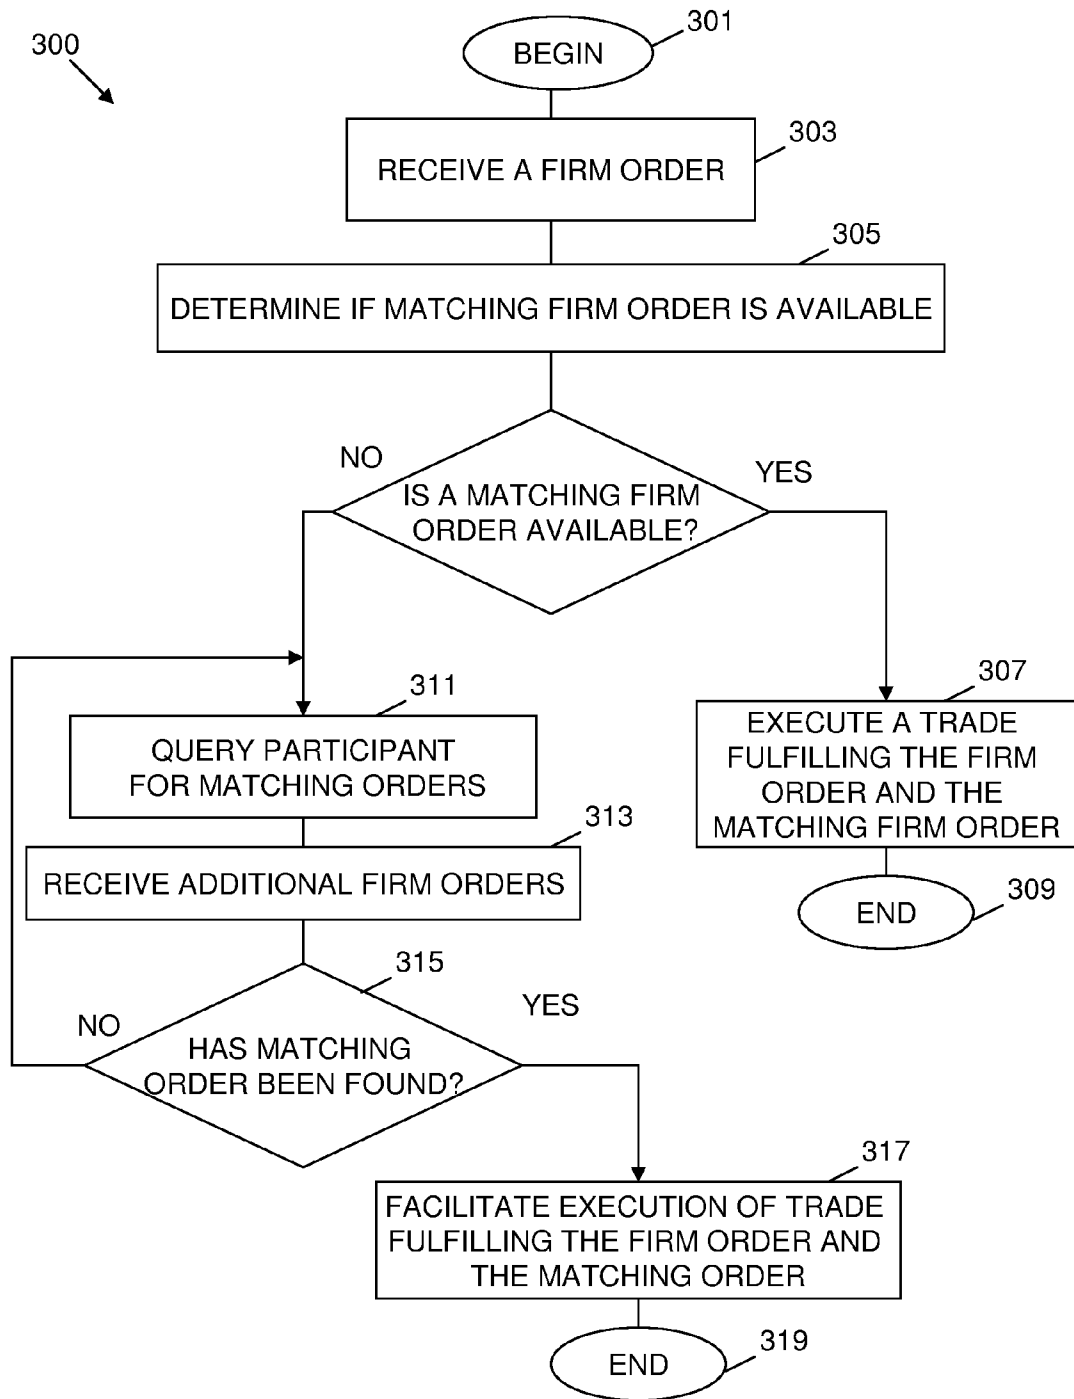 300
301
BEGIN
303
RECEIVE A FIRM ORDER
305
DETERMINE IF MATCHING FIRM ORDER IS AVAILABLE
NO
YES
IS A MATCHING FIRM
ORDER AVAILABLE?
311
QUERY PARTICIPANT
FOR MATCHING ORDERS
307
EXECUTE A TRADE
FULFILLING THE FIRM
ORDER AND THE
MATCHING FIRM ORDER
313
RECEIVE ADDITIONAL FIRM ORDERS
END
309
315
NO
YES
HAS MATCHING
ORDER BEEN FOUND?
317
FACILITATE EXECUTION OF TRADE
FULFILLING THE FIRM ORDER AND
THE MATCHING ORDER
END
319